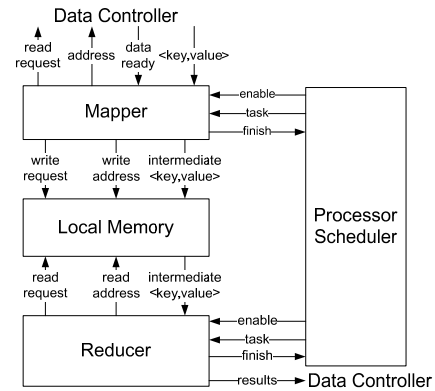 Data Controller
read request
address
data ready
<key,value>
Mapper
enable
task
finish
write request
write address
intermediate <key,value>
Local Memory
Processor
Scheduler
read request
read address
intermediate <key,value>
enable
task
finish
Reducer
results
Data Controller